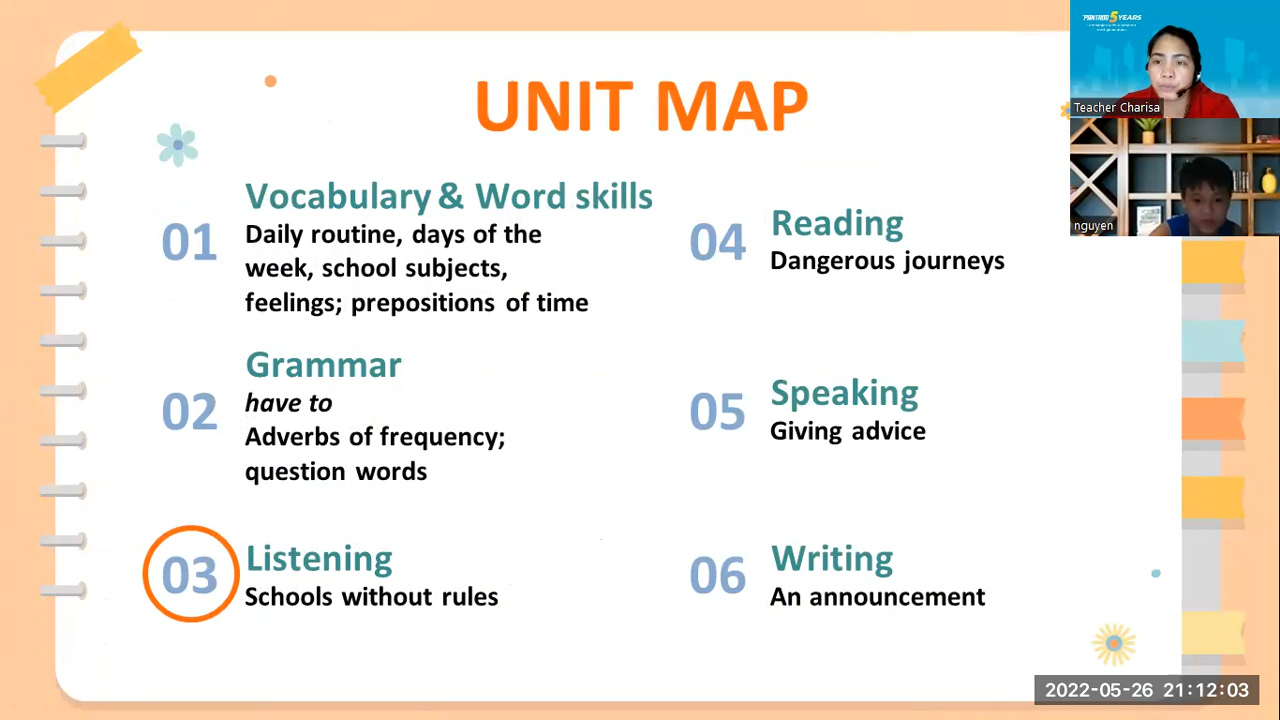 UNIT MAP
01
Vocabulary & Word skills
Daily routine, days of the
week, school subjects,
feelings; prepositions of time
02
Grammar
have to
Adverbs of frequency;
question words
03
Listening
Schools without rules
04
Reading
Dangerous journeys
05
Speaking
Giving advice
06
Writing
An announcement
5 YEARS
Teacher Charisa
nguyen
2022-05-26 21:12:03